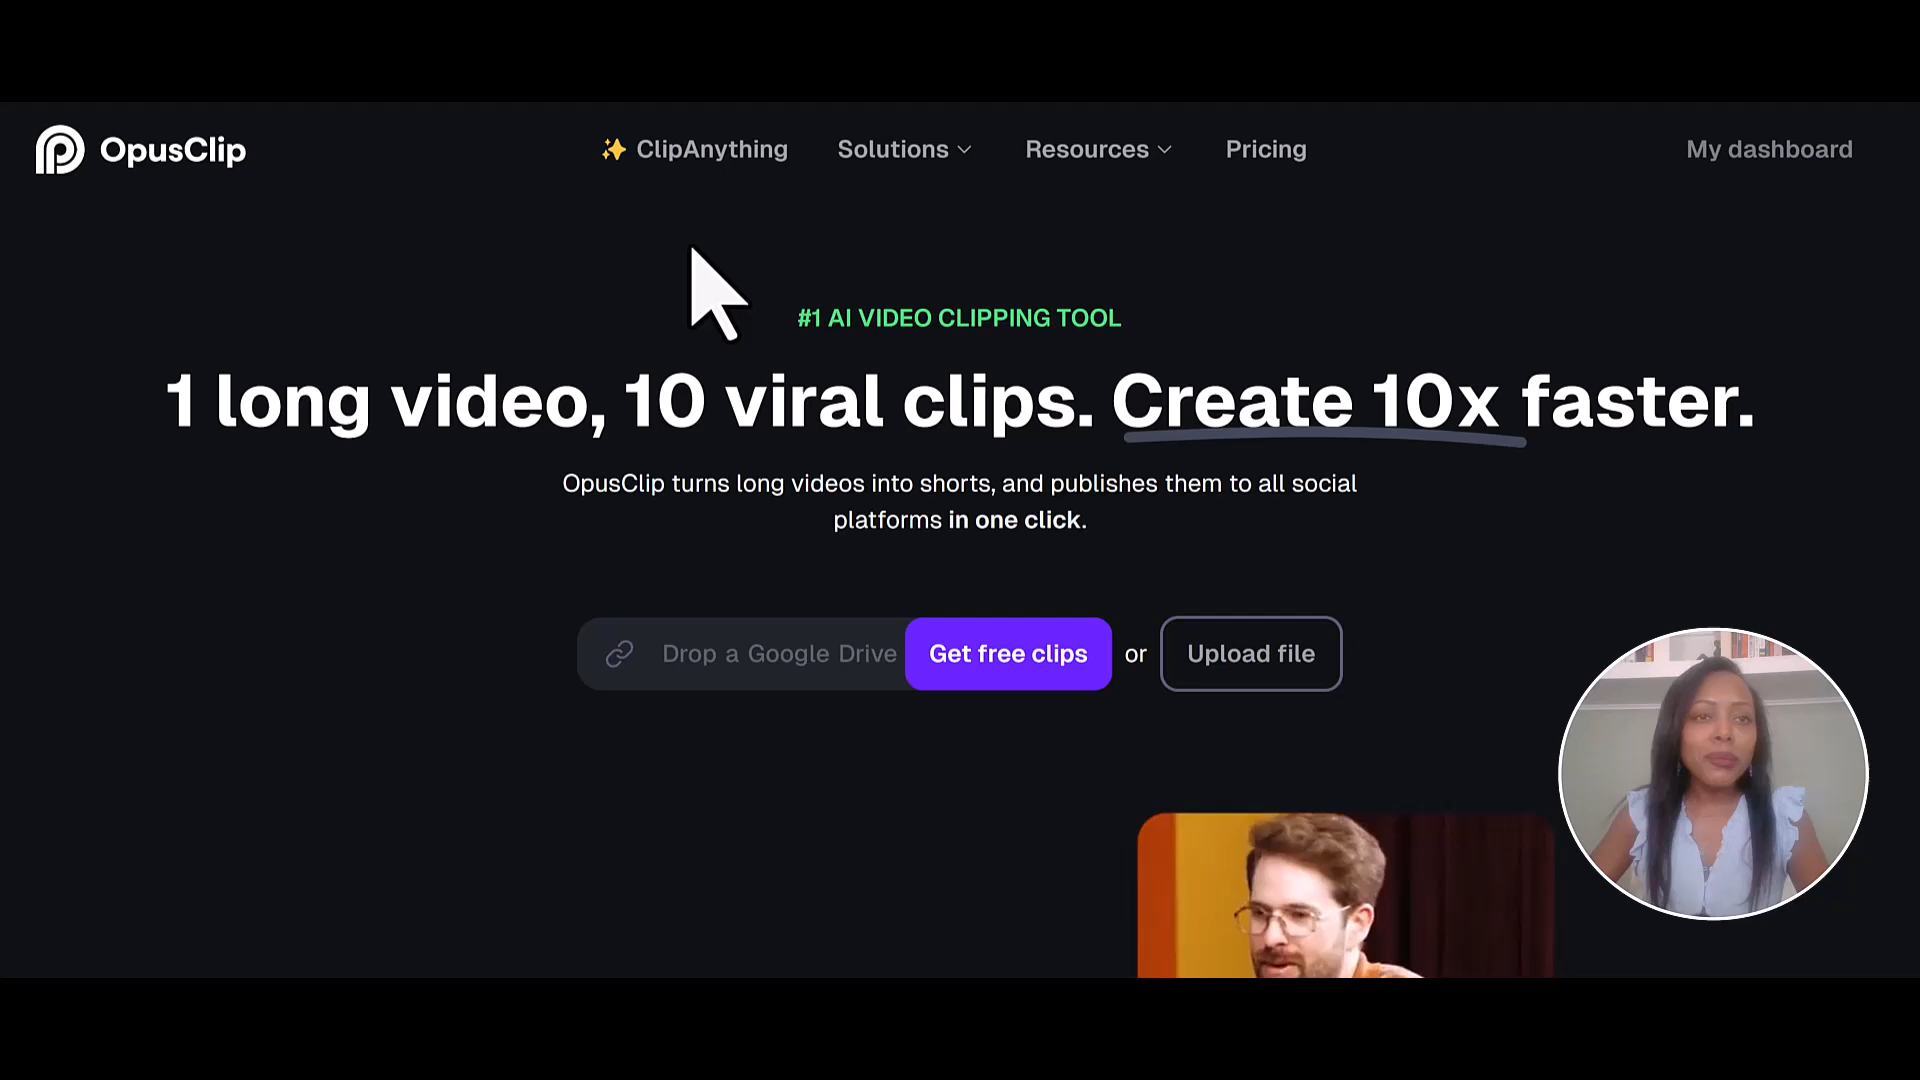 OpusClip
✨ ClipAnything
Solutions
Resources
Pricing
My dashboard
#1 AI VIDEO CLIPPING TOOL
1 long video, 10 viral clips. Create 10x faster.
OpusClip turns long videos into shorts, and publishes them to all social
platforms in one click.
Drop a Google Drive
Get free clips
or
Upload file